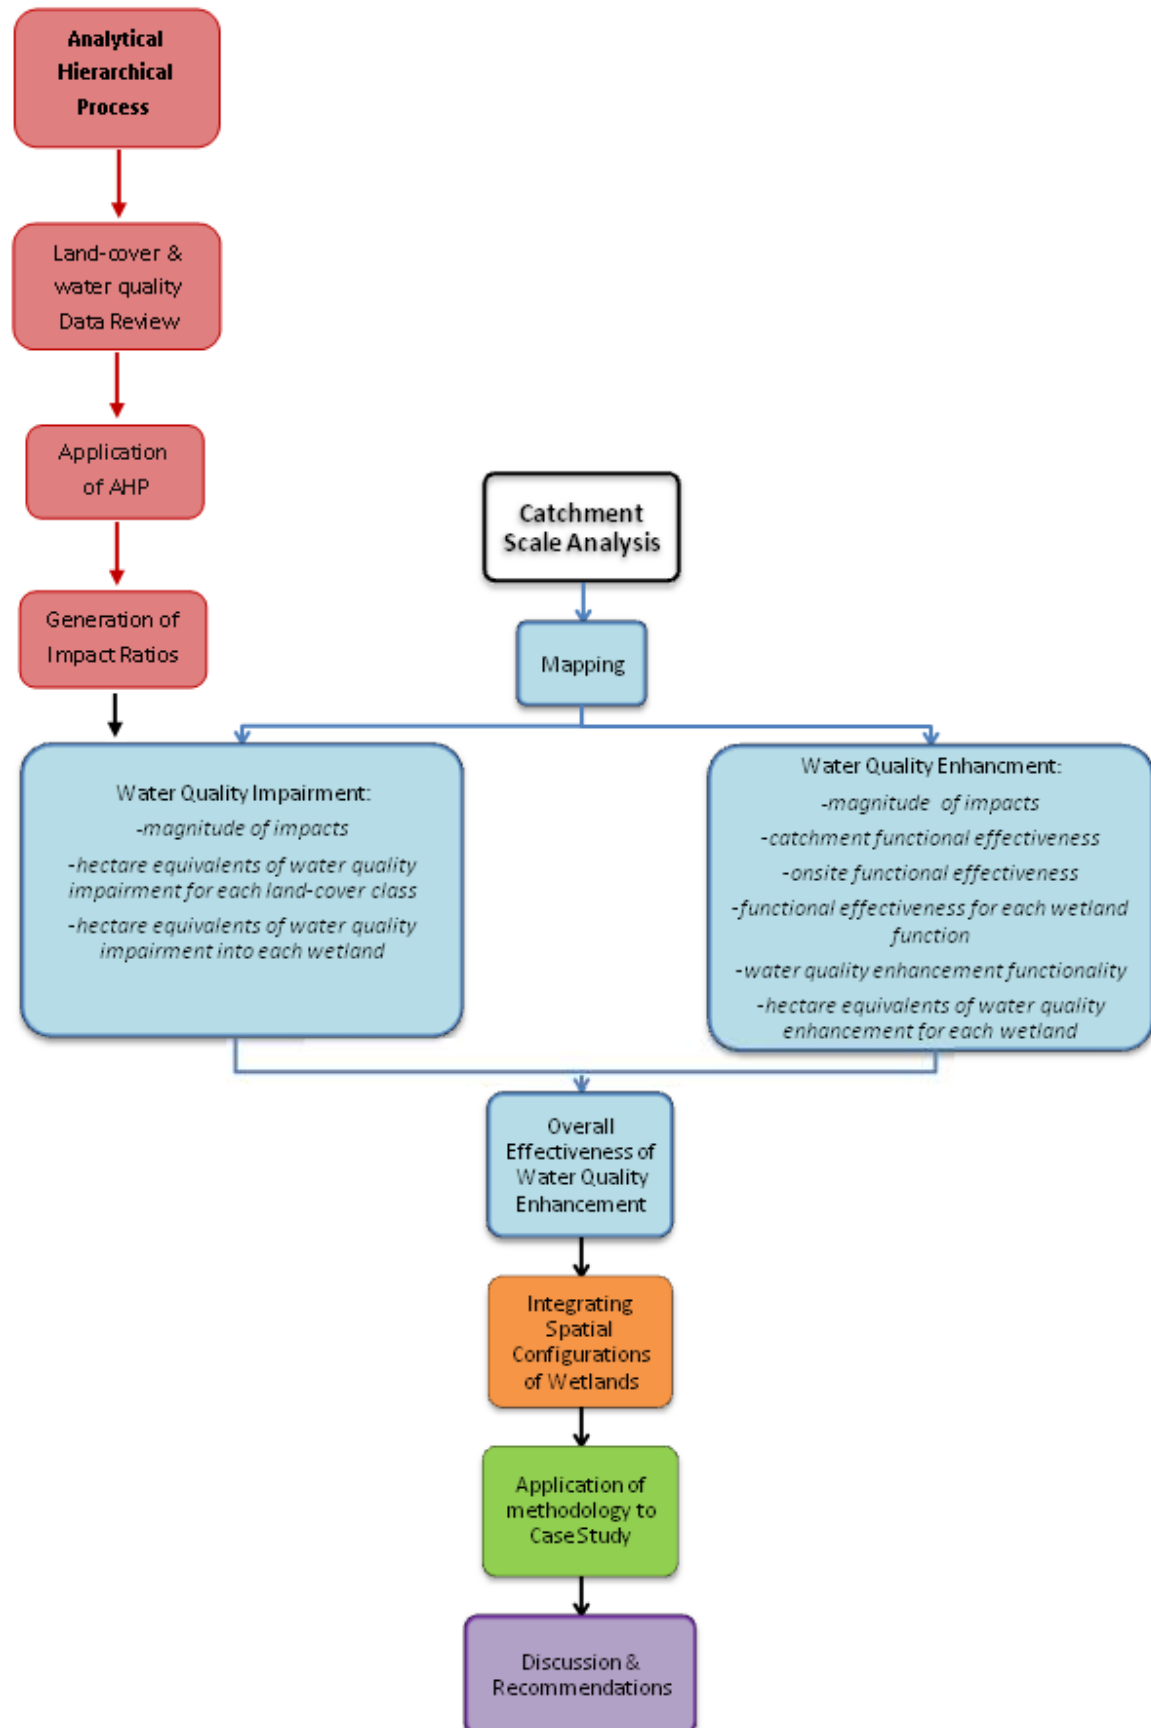 Analytical
Hierarchical
Process
Land-cover &
water quality
Data Review
Application
of AHP
Generation of
Impact Ratios
Catchment
Scale Analysis
Mapping
Water Quality Impairment:
-magnitude of impacts
-hectare equivalents of water quality
impairment for each land-cover class
-hectare equivalents of water quality
impairment into each wetland
Water Quality Enhancment:
-magnitude of impacts
-catchment functional effectiveness
-onsite functional effectiveness
-functional effectiveness for each wetland
function
-water quality enhancement functionality
-hectare equivalents of water quality
enhancement for each wetland
Overall
Effectiveness of
Water Quality
Enhancement
Integrating
Spatial
Configurations
of Wetlands
Application of
methodology to
Case Study
Discussion &
Recommendations